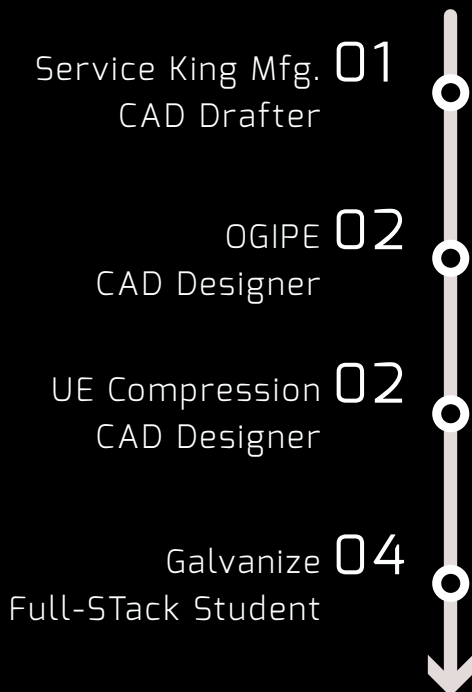 Service King Mfg. 01
CAD Drafter
OGIPE 02
CAD Designer
UE Compression 02
CAD Designer
Galvanize 04
Full-STack Student